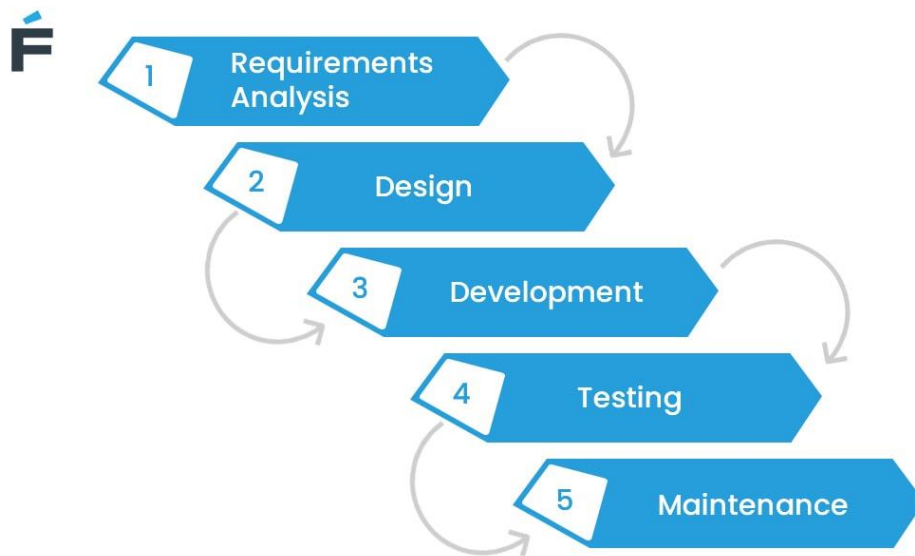 É
1
Requirements
Analysis
2
Design
3
Development
4
Testing
5
Maintenance